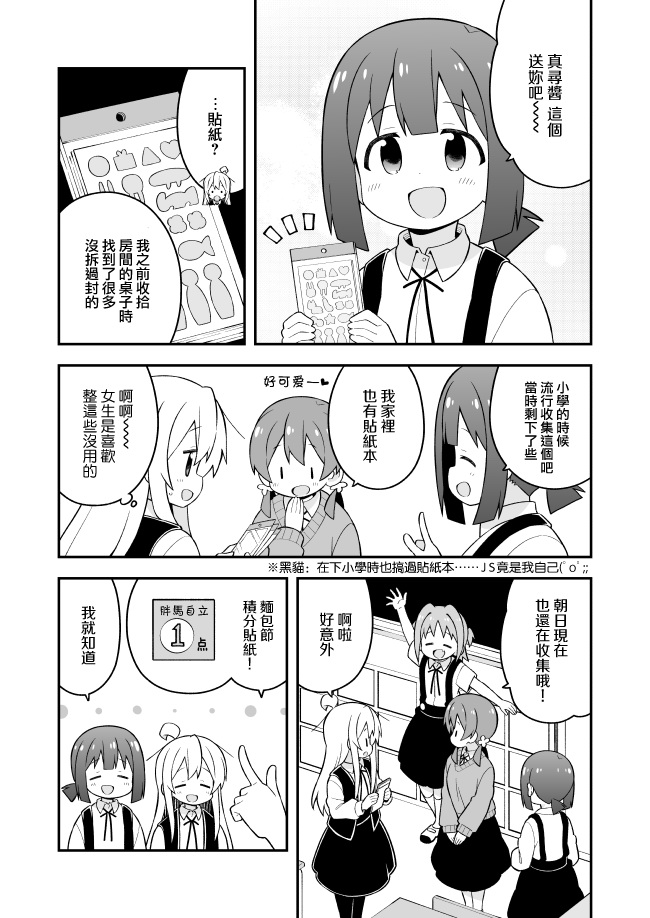 真尋醬 這個
送妳吧~~~
…貼紙?
我之前收拾
房間的桌子時
找到了很多
沒拆過封的
小學的時候
流行收集這個吧
當時剩下了些
我家裡
也有貼紙本
好可爱—♥
啊啊~~~
女生是喜歡
整這些沒用的
※黑貓：在下小學時也搞過貼紙本……JS竟是我自己(ﾟoﾟ;;
朝日現在
也還在收集哦！
啊啦
好意外
麵包節
積分貼紙！
胖馬自立
1点
我就知道